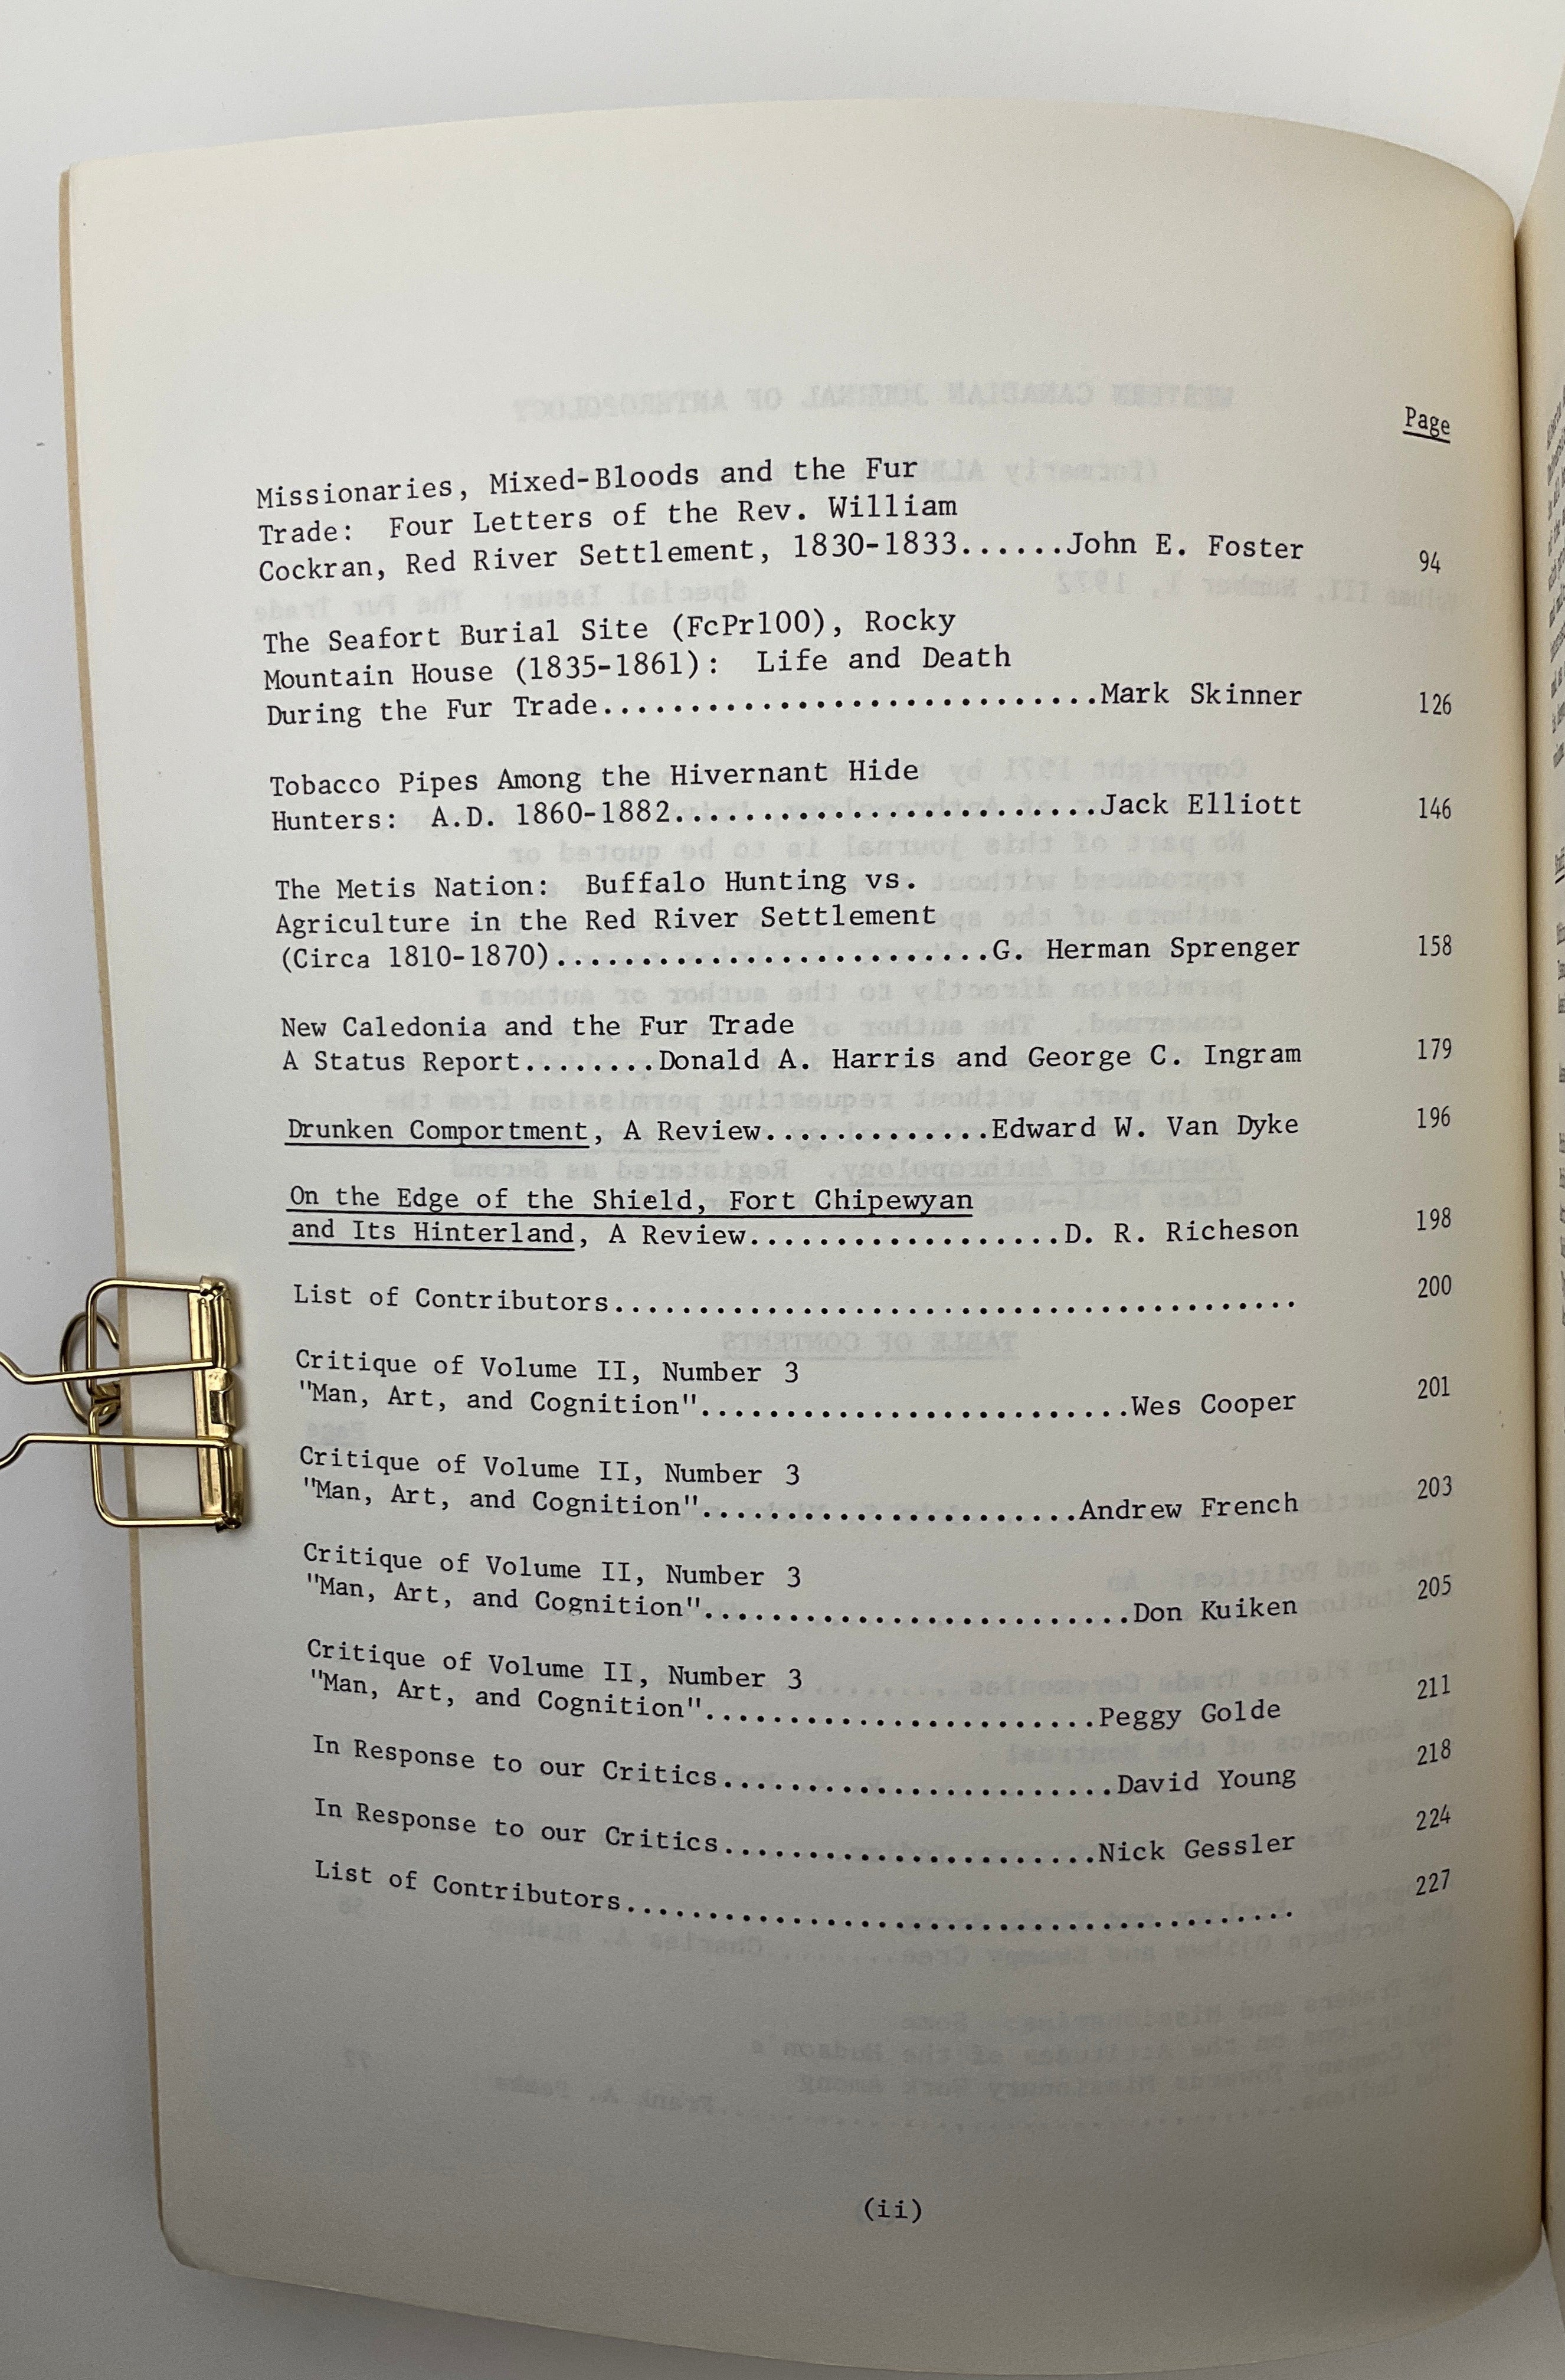 Page
Missionaries, Mixed-Bloods and the Fur
Trade:  Four Letters of the Rev. William
Cockran, Red River Settlement, 1830-1833......John E. Foster 94
The Seafort Burial Site (FcPr100), Rocky
Mountain House (1835-1861):  Life and Death
During the Fur Trade.............................Mark Skinner 126
Tobacco Pipes Among the Hivernant Hide
Hunters:  A.D. 1860-1882.........................Jack Elliott 146
The Metis Nation:  Buffalo Hunting vs.
Agriculture in the Red River Settlement
(Circa 1810-1870)..........................G. Herman Sprenger 158
New Caledonia and the Fur Trade
A Status Report........Donald A. Harris and George C. Ingram 179
Drunken Comportment, A Review.............Edward W. Van Dyke 196
On the Edge of the Shield, Fort Chipewyan
and Its Hinterland, A Review...................D. R. Richeson 198
List of Contributors......................................... 200
Critique of Volume II, Number 3
"Man, Art, and Cognition"..........................Wes Cooper 201
Critique of Volume II, Number 3
"Man, Art, and Cognition".......................Andrew French 203
Critique of Volume II, Number 3
"Man, Art, and Cognition"..........................Don Kuiken 205
Critique of Volume II, Number 3
"Man, Art, and Cognition"........................Peggy Golde 211
In Response to our Critics........................David Young 218
In Response to our Critics.......................Nick Gessler 224
List of Contributors......................................... 227
(ii)